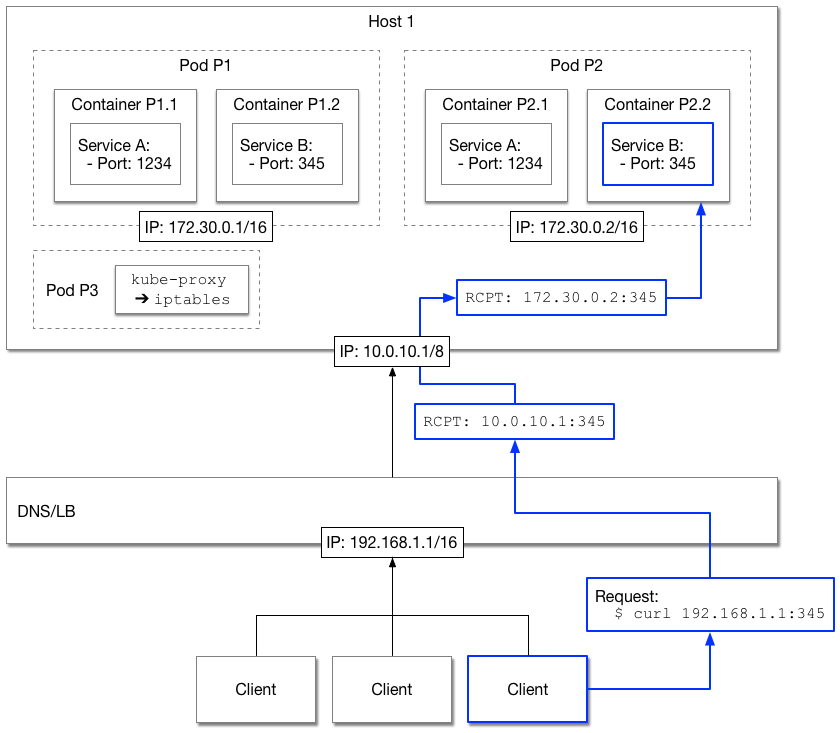 Host 1
Pod P1
Pod P2
Container P1.1
Container P1.2
Container P2.1
Container P2.2
Service A:
- Port: 1234
Service B:
- Port: 345
Service A:
- Port: 1234
Service B:
- Port: 345
IP: 172.30.0.1/16
IP: 172.30.0.2/16
Pod P3
kube-proxy
➔ iptables
RCPT: 172.30.0.2:345
IP: 10.0.10.1/8
RCPT: 10.0.10.1:345
DNS/LB
IP: 192.168.1.1/16
Request:
$ curl 192.168.1.1:345
Client
Client
Client